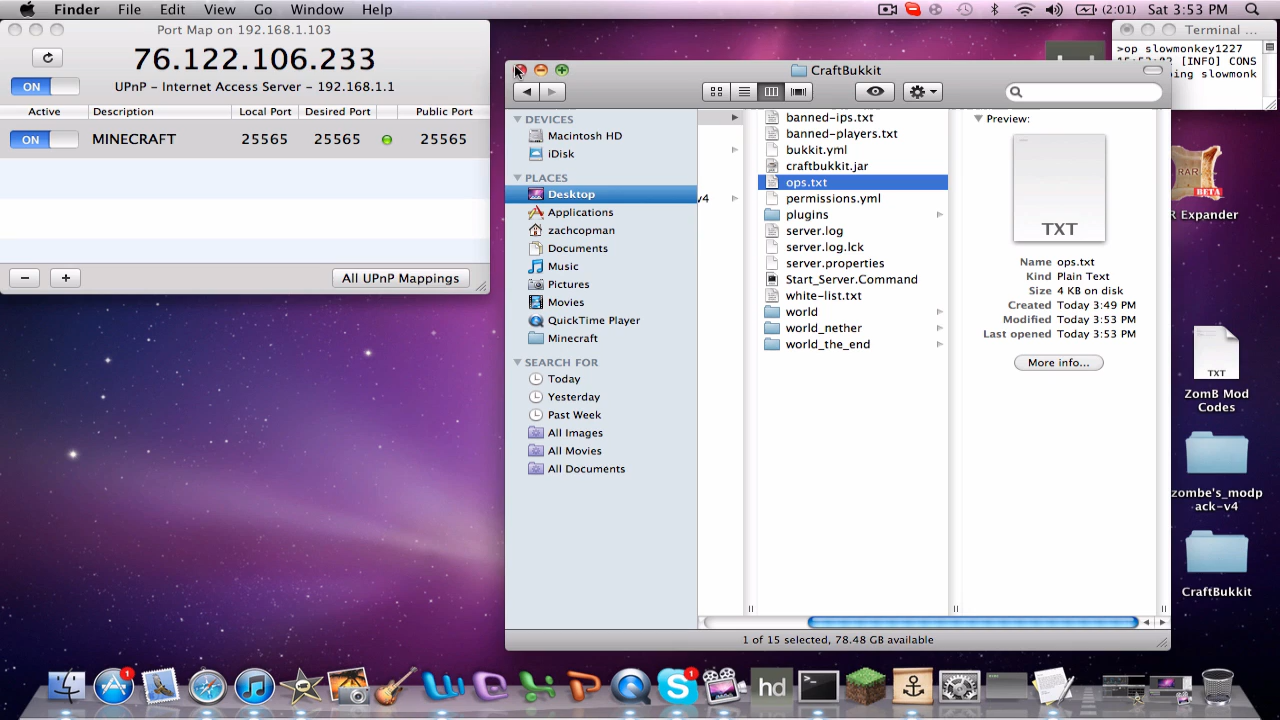 Finder File Edit View Go Window Help
(2:01) Sat 3:53 PM
Port Map on 192.168.1.103
76.122.106.233
ON UPnP - Internet Access Server - 192.168.1.1
Active Description Local Port Desired Port Public Port
ON MINECRAFT 25565 25565 25565
All UPnP Mappings
Terminal ...
>op slowmonkey1227
[INFO] CONS
ing slowmonk
CraftBukkit
DEVICES
Macintosh HD
iDisk
PLACES
Desktop
Applications
zachcopman
Documents
Music
Pictures
Movies
QuickTime Player
Minecraft
SEARCH FOR
Today
Yesterday
Past Week
All Images
All Movies
All Documents
v4
banned-ips.txt
banned-players.txt
bukkit.yml
craftbukkit.jar
ops.txt
permissions.yml
plugins
server.log
server.log.lck
server.properties
Start_Server.Command
white-list.txt
world
world_nether
world_the_end
Preview:
TXT
Name ops.txt
Kind Plain Text
Size 4 KB on disk
Created Today 3:49 PM
Modified Today 3:53 PM
Last opened Today 3:53 PM
More info...
1 of 15 selected, 78.48 GB available
RAR
BETA
R Expander
TXT
ZomB Mod
Codes
zombe's_modp
ack-v4
CraftBukkit
1
1
hd